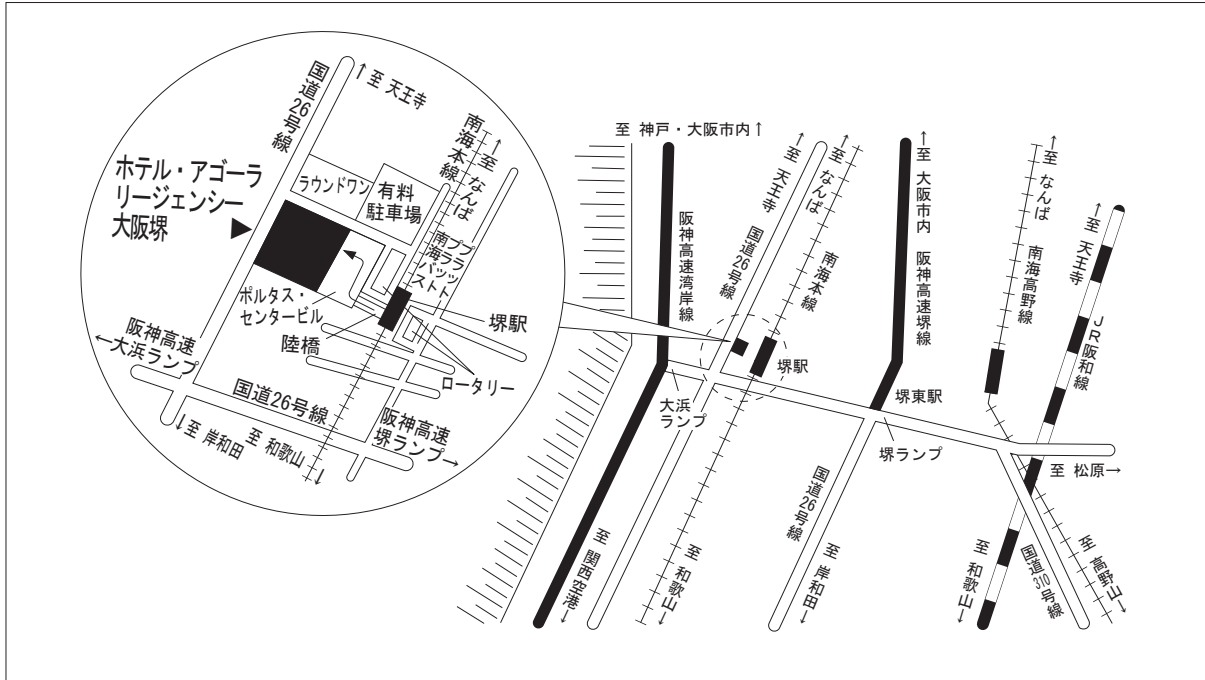 国道26号線
↑至 天王寺
南海本線
↑至 なんば
ホテル・アゴーラ
リージェンシー
大阪堺
ラウンドワン
有料
駐車場
プラット
プラット
南海バスト
ポルタス・
センタービル
陸橋
堺駅
ロータリー
阪神高速
←大浜ランプ
国道26号線
↓至 岸和田
至 和歌山↓
阪神高速
堺ランプ→
至 神戸・大阪市内↑
阪神高速湾岸線
↑至 天王寺
国道26号線
↑至 なんば
南海本線
↑至 大阪市内
阪神高速堺線
↑至 なんば
南海高野線
↑至 天王寺
JR阪和線
堺駅
大浜
ランプ
堺東駅
堺ランプ
至 松原→
国道26号線
至 関西空港↓
至 和歌山↓
至 岸和田↓
至 和歌山↓
国道310号線
至 高野山↓